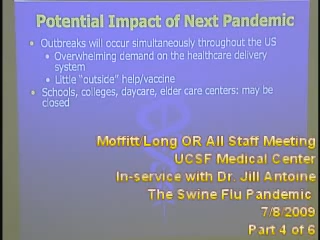 Potential Impact of Next Pandemic
• Outbreaks will occur simultaneously throughout the US
• Overwhelming demand on the healthcare delivery
system
• Little "outside" help/vaccine
• Schools, colleges, daycare, elder care centers: may be
closed
Moffitt/Long OR All Staff Meeting
UCSF Medical Center
In-service with Dr. Jill Antoine
The Swine Flu Pandemic
7/8/2009
Part 4 of 6